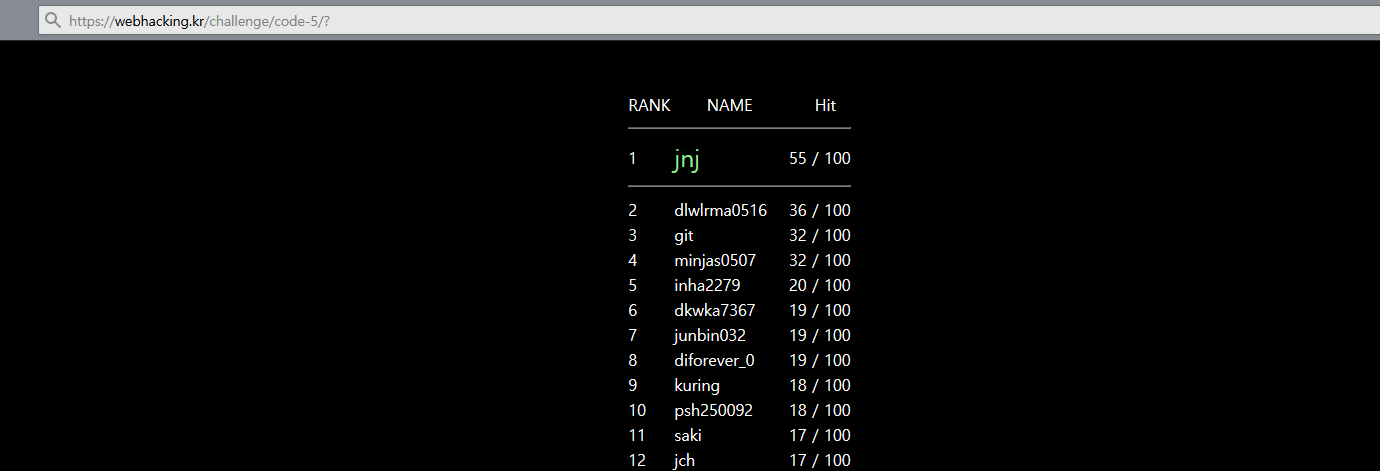 https://webhacking.kr/challenge/code-5/?
RANK NAME Hit
1 jnj 55 / 100
2 dlwlrma0516 36 / 100
3 git 32 / 100
4 minjas0507 32 / 100
5 inha2279 20 / 100
6 dkwka7367 19 / 100
7 junbin032 19 / 100
8 diforever_0 19 / 100
9 kuring 18 / 100
10 psh250092 18 / 100
11 saki 17 / 100
12 jch 17 / 100